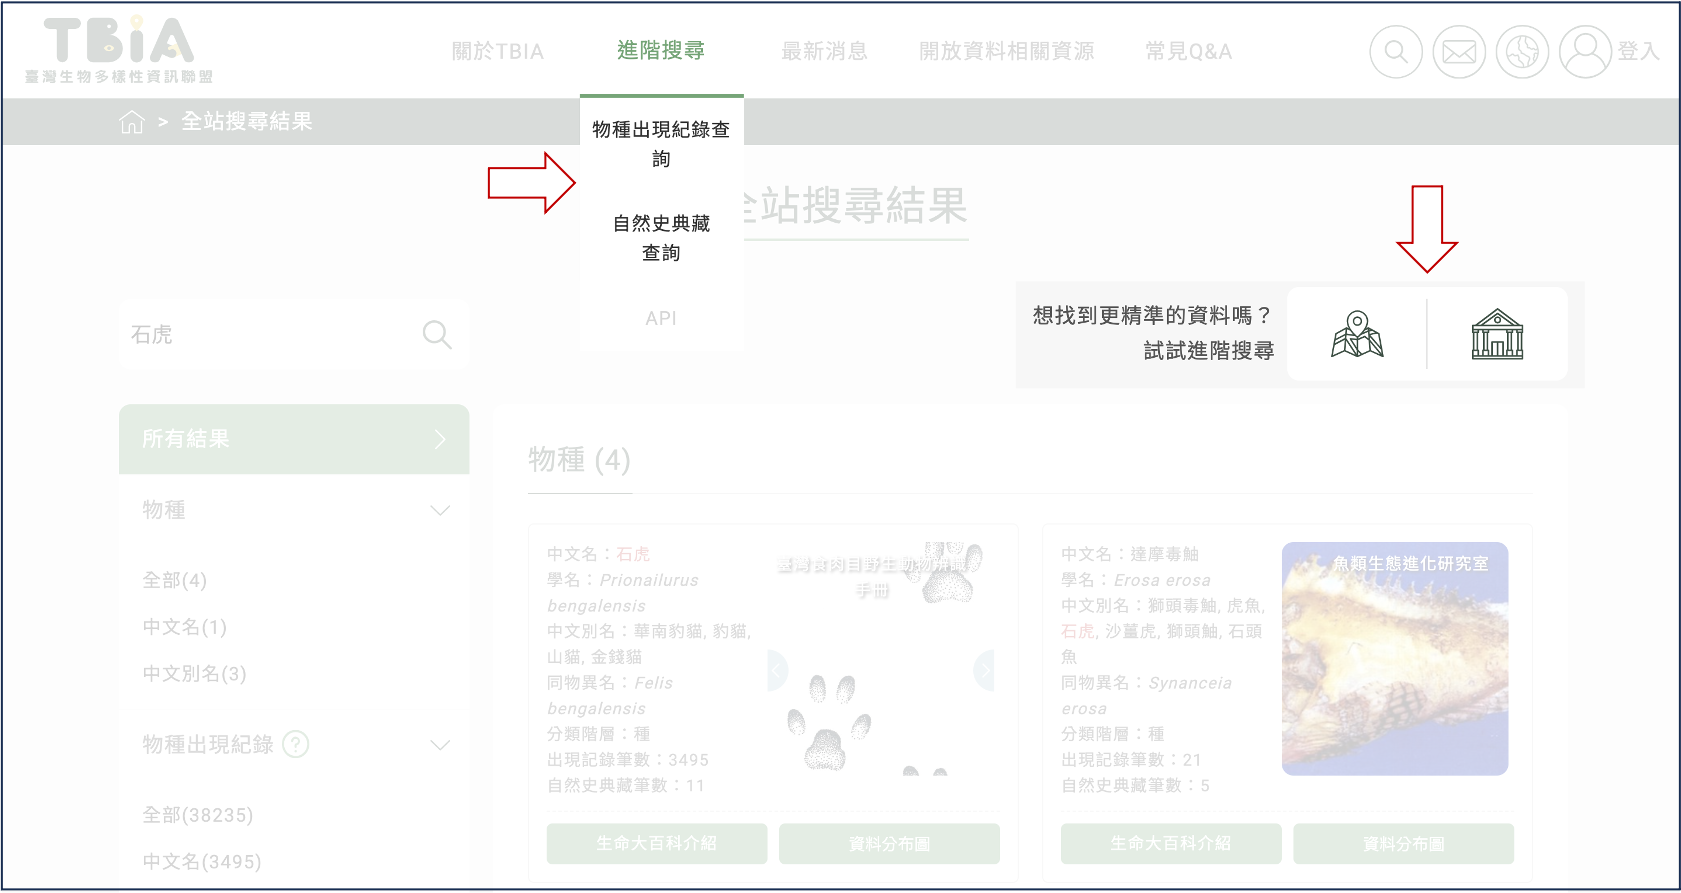 TBIA
臺灣生物多樣性資訊聯盟
關於TBIA
進階搜尋
最新消息
開放資料相關資源
常見Q&A
登入
> 全站搜尋結果
物種出現紀錄查
詢
自然史典藏
查詢
API
全站搜尋結果
石虎
想找到更精準的資料嗎？
試試進階搜尋
所有結果
物種
全部(4)
中文名(1)
中文別名(3)
物種出現紀錄 ?
全部(38235)
中文名(3495)
物種 (4)
中文名：石虎
學名：Prionailurus
bengalensis
中文別名：華南豹貓, 豹貓,
山貓, 金錢貓
同物異名：Felis
bengalensis
分類階層：種
出現記錄筆數：3495
自然史典藏筆數：11
臺灣食肉目野生動物辨識
手冊
生命大百科介紹
資料分布圖
中文名：達摩毒鮋
學名：Erosa erosa
中文別名：獅頭毒鮋, 虎魚,
石虎, 沙薑虎, 獅頭鮋, 石頭
魚
同物異名：Synanceia
erosa
分類階層：種
出現記錄筆數：21
自然史典藏筆數：5
魚類生態進化研究室
生命大百科介紹
資料分布圖